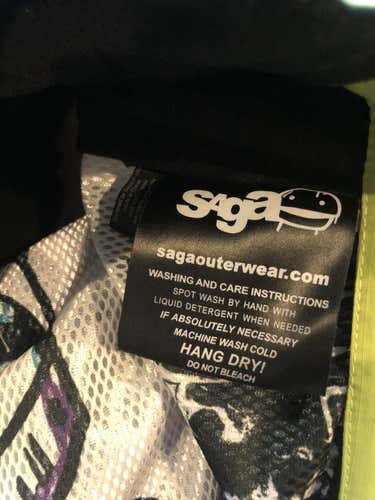 saga
sagaouterwear.com
WASHING AND CARE INSTRUCTIONS
SPOT WASH BY HAND WITH
LIQUID DETERGENT WHEN NEEDED
IF ABSOLUTELY NECESSARY
MACHINE WASH COLD
HANG DRY!
DO NOT BLEACH